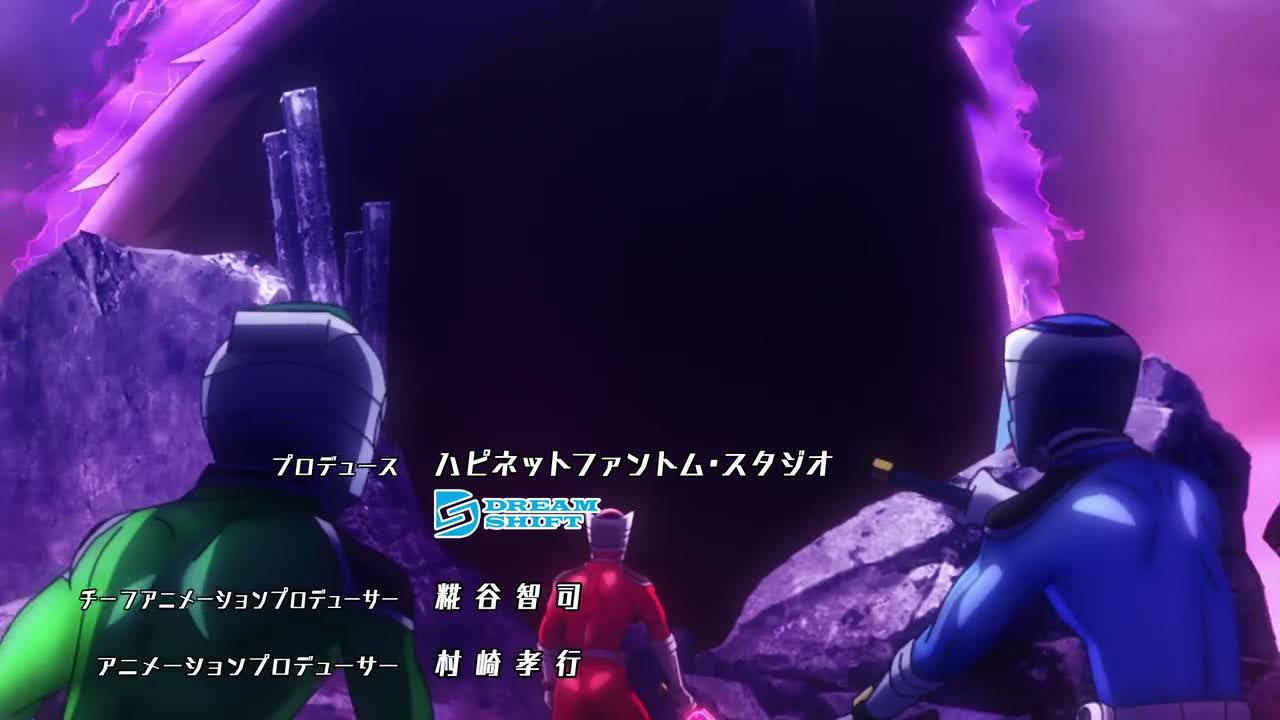 プロデュース ハピネットファントム・スタジオ
DREAM
SHIFT
チーフアニメーションプロデューサー 糀谷智司
アニメーションプロデューサー 村崎孝行